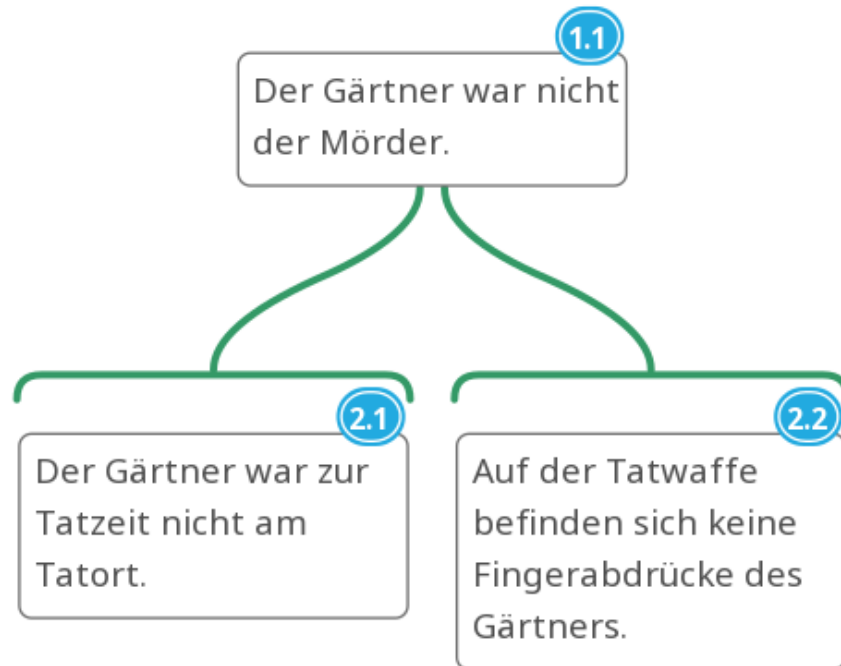 1.1
Der Gärtner war nicht
der Mörder.
2.1
Der Gärtner war zur
Tatzeit nicht am
Tatort.
2.2
Auf der Tatwaffe
befinden sich keine
Fingerabdrücke des
Gärtners.